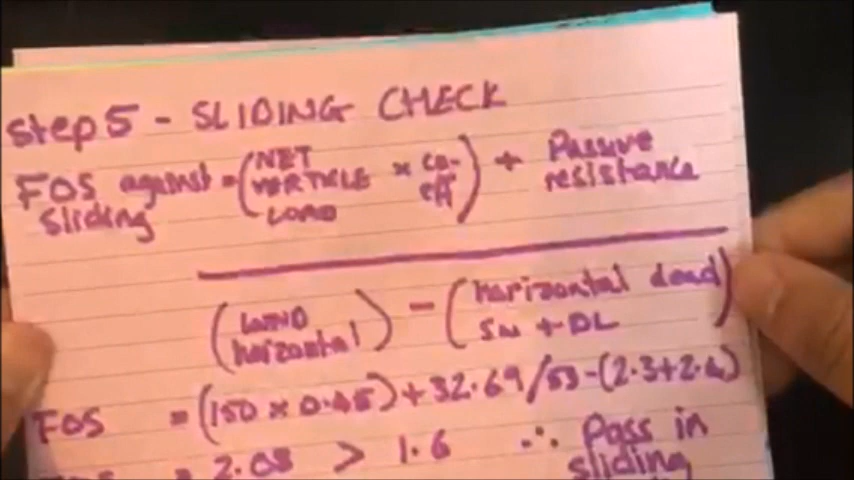 Step 5 - SLIDING CHECK
FOS against sliding = (NET VERTICLE LOAD × co-eff) + Passive resistance
(WIND horizontal) - (horizontal dead SW + DL)
FOS = (150 × 0.45) + 32.69 / 53 - (2.3 + 2.6)
= 2.08 > 1.6 ∴ Pass in sliding